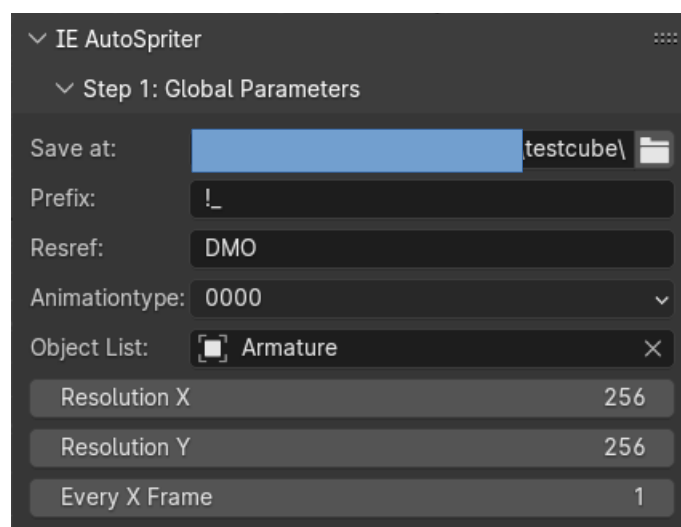 IE AutoSpriter
Step 1: Global Parameters
Save at: testcube\
Prefix: !_
Resref: DMO
Animationtype: 0000
Object List: Armature
Resolution X 256
Resolution Y 256
Every X Frame 1